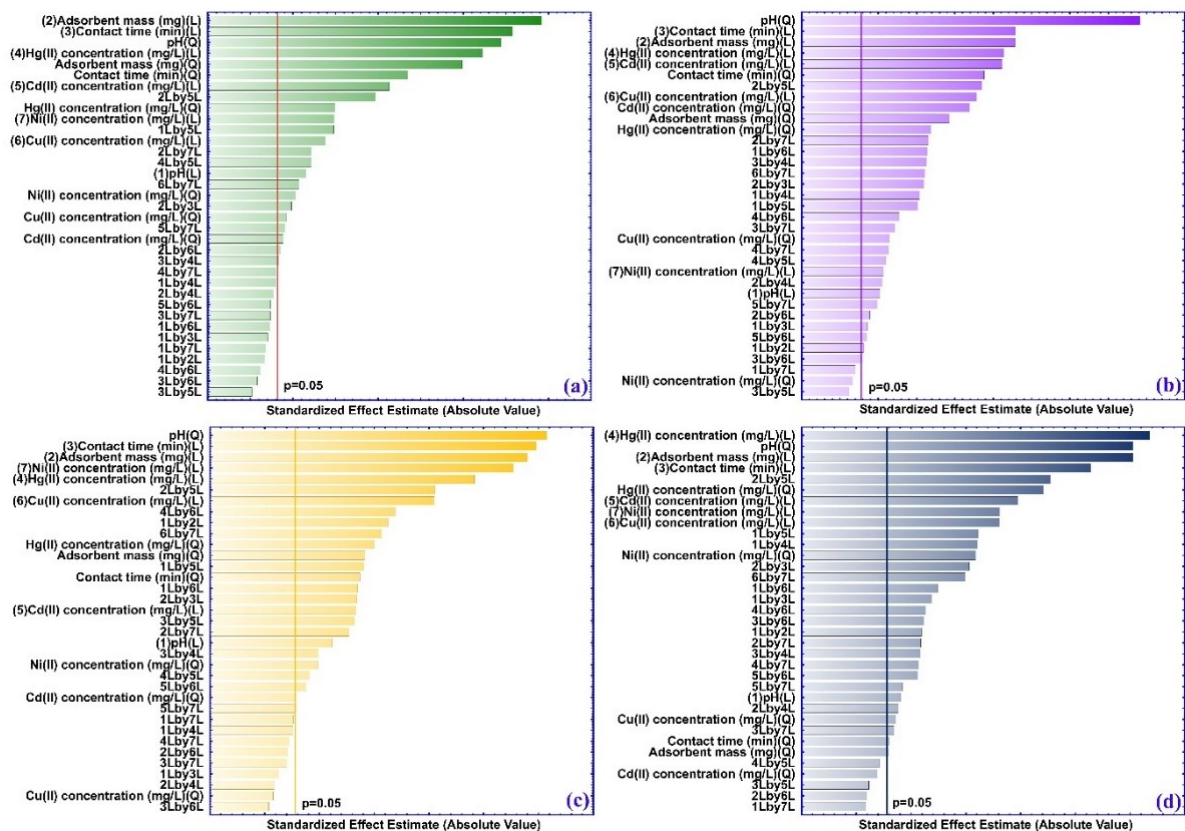 (2)Adsorbent mass (mg)(L)
(3)Contact time (min)(L)
pH(Q)
(4)Hg(II) concentration (mg/L)(L)
Adsorbent mass (mg)(Q)
Contact time (min)(Q)
(5)Cd(II) concentration (mg/L)(L)
2Lby5L
Hg(II) concentration (mg/L)(Q)
(7)Ni(II) concentration (mg/L)(L)
1Lby5L
(6)Cu(II) concentration (mg/L)(L)
2Lby7L
4Lby5L
(1)pH(L)
6Lby7L
Ni(II) concentration (mg/L)(Q)
2Lby3L
Cu(II) concentration (mg/L)(Q)
5Lby7L
Cd(II) concentration (mg/L)(Q)
2Lby6L
3Lby4L
4Lby7L
1Lby4L
2Lby4L
5Lby6L
3Lby7L
1Lby6L
1Lby3L
1Lby7L
1Lby2L
4Lby6L
3Lby6L
3Lby5L
p=0.05
(a)
Standardized Effect Estimate (Absolute Value)
pH(Q)
(3)Contact time (min)(L)
(2)Adsorbent mass (mg)(L)
(4)Hg(II) concentration (mg/L)(L)
(5)Cd(II) concentration (mg/L)(L)
Contact time (min)(Q)
2Lby5L
(6)Cu(II) concentration (mg/L)(L)
Cd(II) concentration (mg/L)(Q)
Adsorbent mass (mg)(Q)
Hg(II) concentration (mg/L)(Q)
2Lby7L
1Lby6L
3Lby4L
6Lby7L
2Lby3L
1Lby4L
1Lby5L
4Lby6L
3Lby7L
Cu(II) concentration (mg/L)(Q)
4Lby7L
4Lby5L
(7)Ni(II) concentration (mg/L)(L)
2Lby4L
(1)pH(L)
5Lby7L
2Lby6L
1Lby3L
5Lby6L
1Lby2L
3Lby6L
1Lby7L
Ni(II) concentration (mg/L)(Q)
3Lby5L
p=0.05
(b)
Standardized Effect Estimate (Absolute Value)
pH(Q)
(3)Contact time (min)(L)
(2)Adsorbent mass (mg)(L)
(7)Ni(II) concentration (mg/L)(L)
(4)Hg(II) concentration (mg/L)(L)
2Lby5L
(6)Cu(II) concentration (mg/L)(L)
4Lby6L
1Lby2L
6Lby7L
Hg(II) concentration (mg/L)(Q)
Adsorbent mass (mg)(Q)
1Lby5L
Contact time (min)(Q)
1Lby6L
2Lby3L
(5)Cd(II) concentration (mg/L)(L)
3Lby5L
2Lby7L
(1)pH(L)
3Lby4L
Ni(II) concentration (mg/L)(Q)
4Lby5L
5Lby6L
Cd(II) concentration (mg/L)(Q)
5Lby7L
1Lby7L
1Lby4L
4Lby7L
2Lby6L
3Lby7L
1Lby3L
2Lby4L
Cu(II) concentration (mg/L)(Q)
3Lby6L
p=0.05
(c)
Standardized Effect Estimate (Absolute Value)
(4)Hg(II) concentration (mg/L)(L)
pH(Q)
(2)Adsorbent mass (mg)(L)
(3)Contact time (min)(L)
2Lby5L
Hg(II) concentration (mg/L)(Q)
(5)Cd(II) concentration (mg/L)(L)
(7)Ni(II) concentration (mg/L)(L)
(6)Cu(II) concentration (mg/L)(L)
1Lby5L
1Lby4L
Ni(II) concentration (mg/L)(Q)
2Lby3L
6Lby7L
1Lby6L
1Lby3L
4Lby6L
3Lby6L
1Lby2L
2Lby7L
3Lby4L
4Lby7L
5Lby6L
5Lby7L
(1)pH(L)
2Lby4L
Cu(II) concentration (mg/L)(Q)
3Lby7L
Contact time (min)(Q)
Adsorbent mass (mg)(Q)
4Lby5L
Cd(II) concentration (mg/L)(Q)
3Lby5L
2Lby6L
1Lby7L
p=0.05
(d)
Standardized Effect Estimate (Absolute Value)